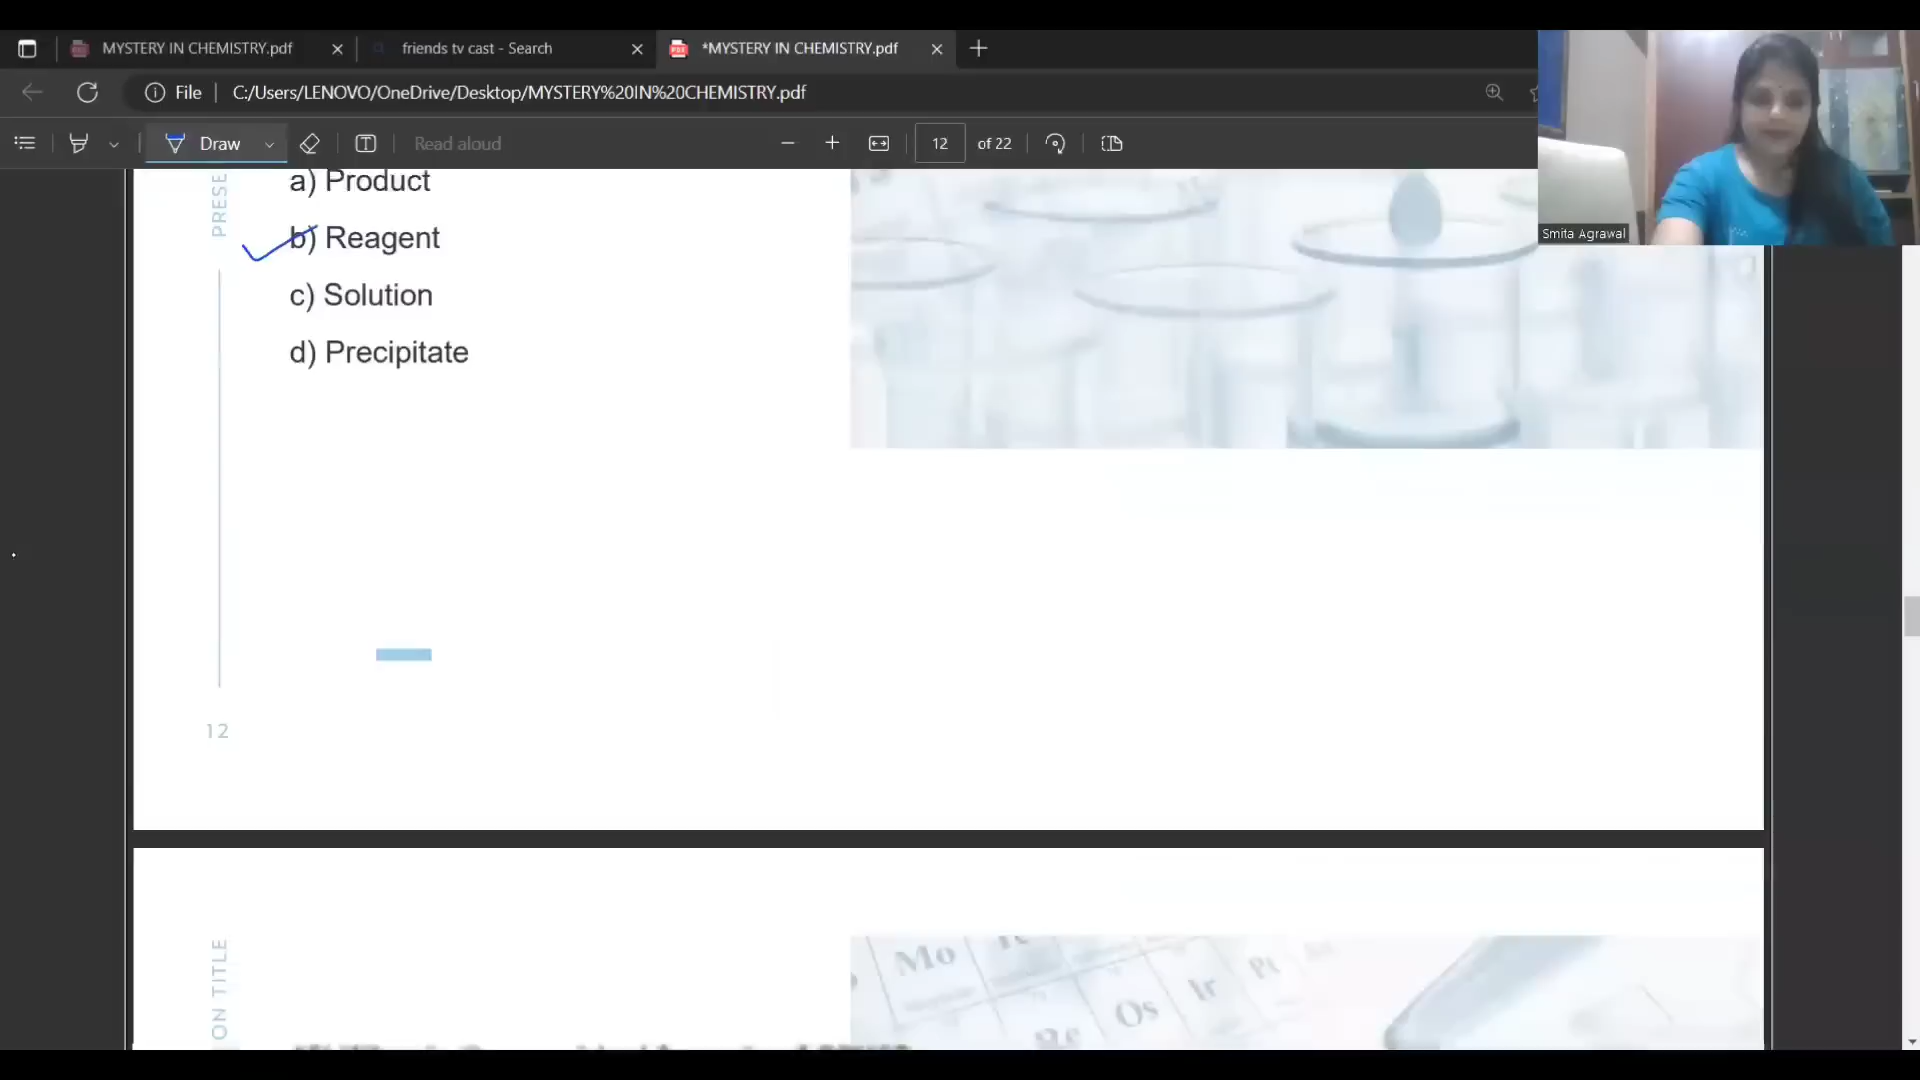 MYSTERY IN CHEMISTRY.pdf
friends tv cast - Search
*MYSTERY IN CHEMISTRY.pdf
File
C:/Users/LENOVO/OneDrive/Desktop/MYSTERY%20IN%20CHEMISTRY.pdf
Draw
Read aloud
12
of 22
Smita Agrawal
PRESE
a) Product
b) Reagent
c) Solution
d) Precipitate
12
ON TITLE
Mo
Os
Ir
Pt